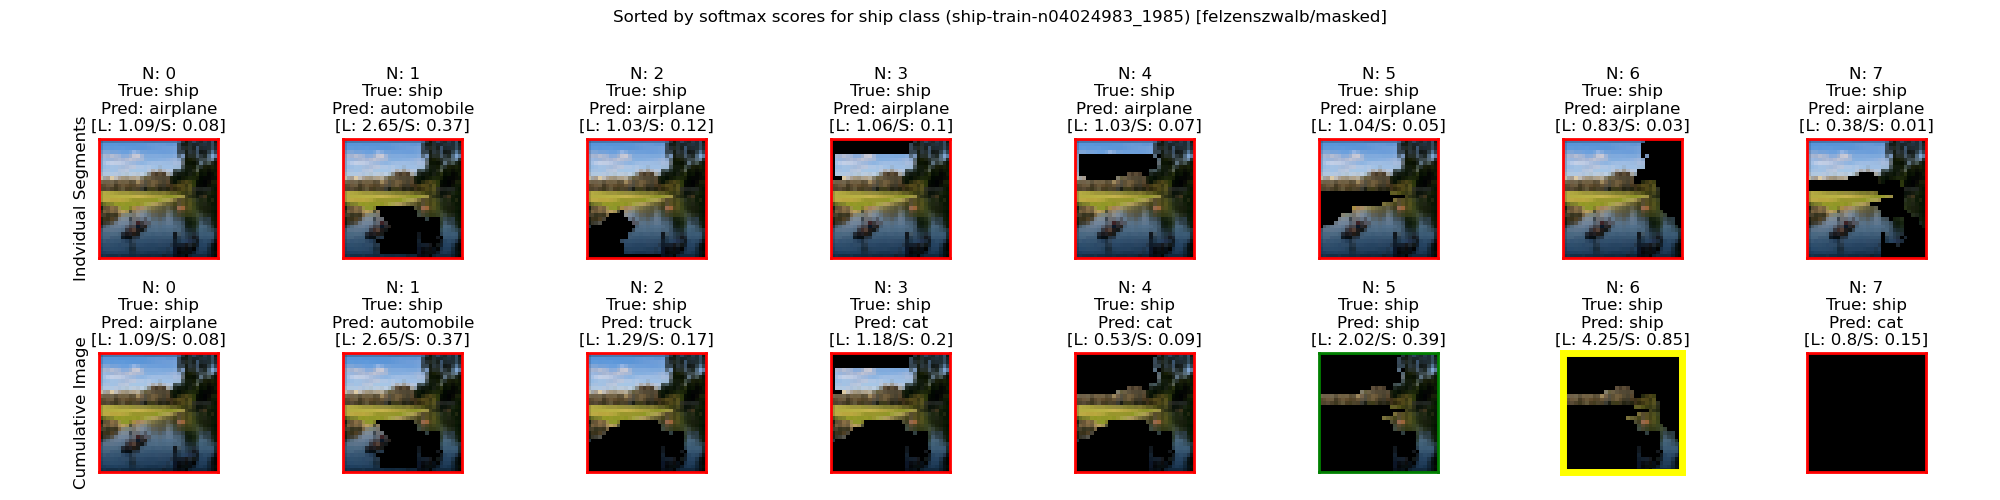 Sorted by softmax scores for ship class (ship-train-n04024983_1985) [felzenszwalb/masked]
Indvidual Segments
N: 0
True: ship
Pred: airplane
[L: 1.09/S: 0.08]
N: 1
True: ship
Pred: automobile
[L: 2.65/S: 0.37]
N: 2
True: ship
Pred: airplane
[L: 1.03/S: 0.12]
N: 3
True: ship
Pred: airplane
[L: 1.06/S: 0.1]
N: 4
True: ship
Pred: airplane
[L: 1.03/S: 0.07]
N: 5
True: ship
Pred: airplane
[L: 1.04/S: 0.05]
N: 6
True: ship
Pred: airplane
[L: 0.83/S: 0.03]
N: 7
True: ship
Pred: airplane
[L: 0.38/S: 0.01]
Cumulative Image
N: 0
True: ship
Pred: airplane
[L: 1.09/S: 0.08]
N: 1
True: ship
Pred: automobile
[L: 2.65/S: 0.37]
N: 2
True: ship
Pred: truck
[L: 1.29/S: 0.17]
N: 3
True: ship
Pred: cat
[L: 1.18/S: 0.2]
N: 4
True: ship
Pred: cat
[L: 0.53/S: 0.09]
N: 5
True: ship
Pred: ship
[L: 2.02/S: 0.39]
N: 6
True: ship
Pred: ship
[L: 4.25/S: 0.85]
N: 7
True: ship
Pred: cat
[L: 0.8/S: 0.15]